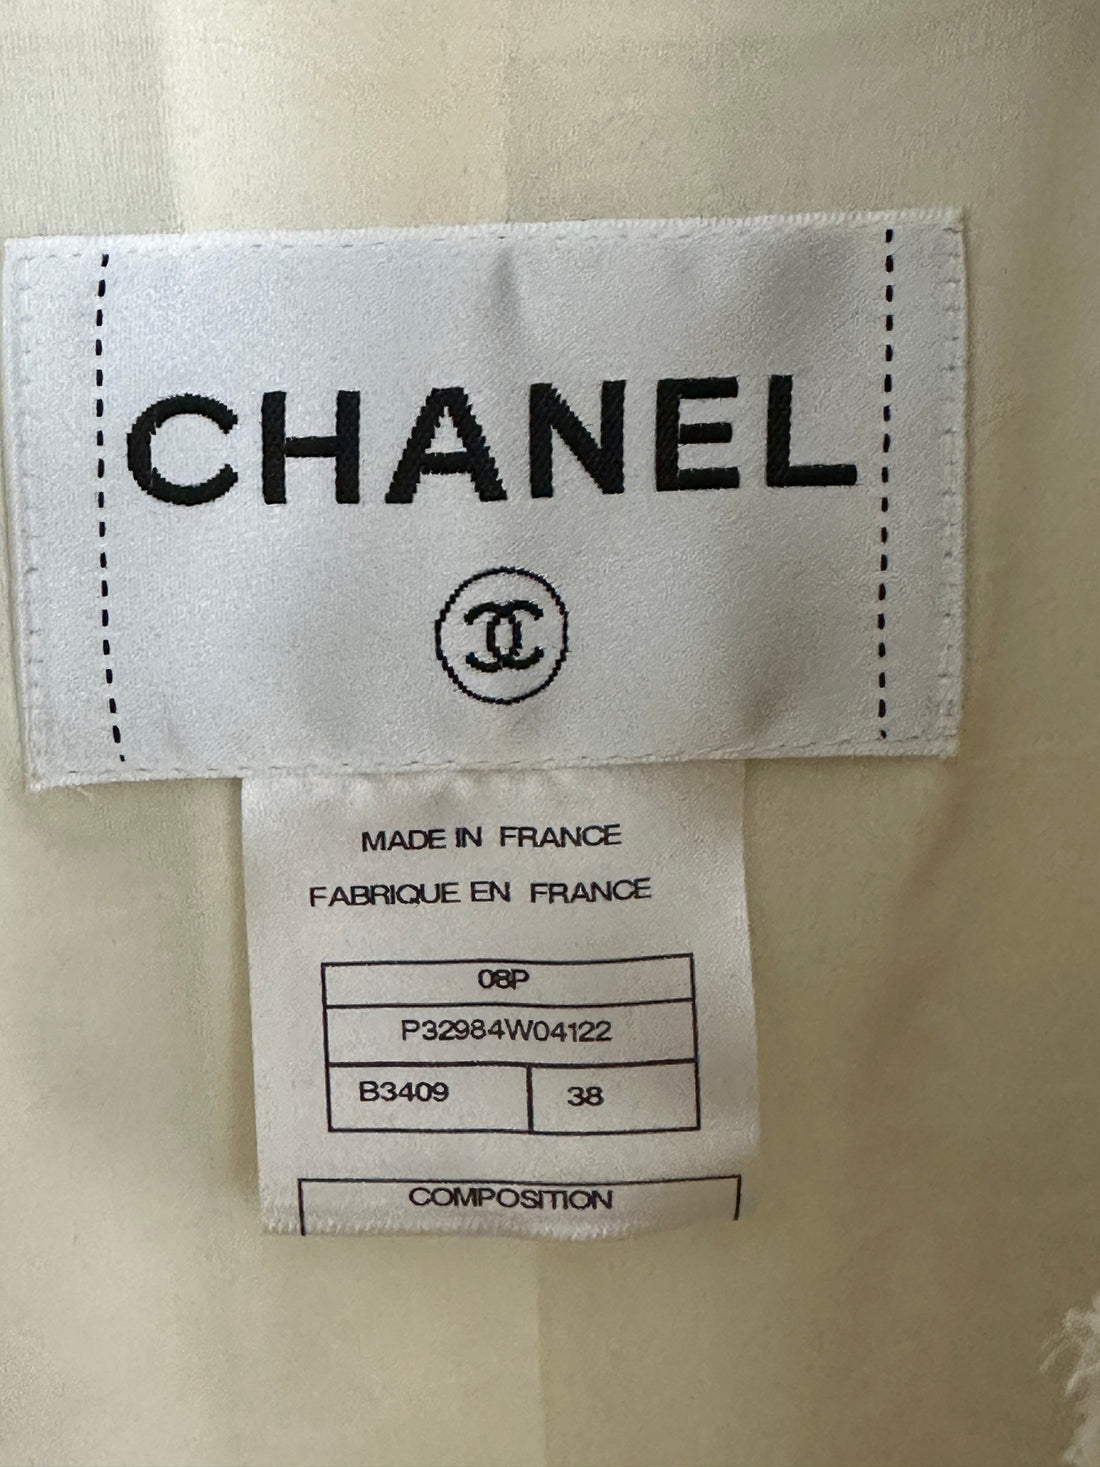 CHANEL
MADE IN FRANCE
FABRIQUE EN FRANCE
08P
P32984W04122
B3409 38
COMPOSITION